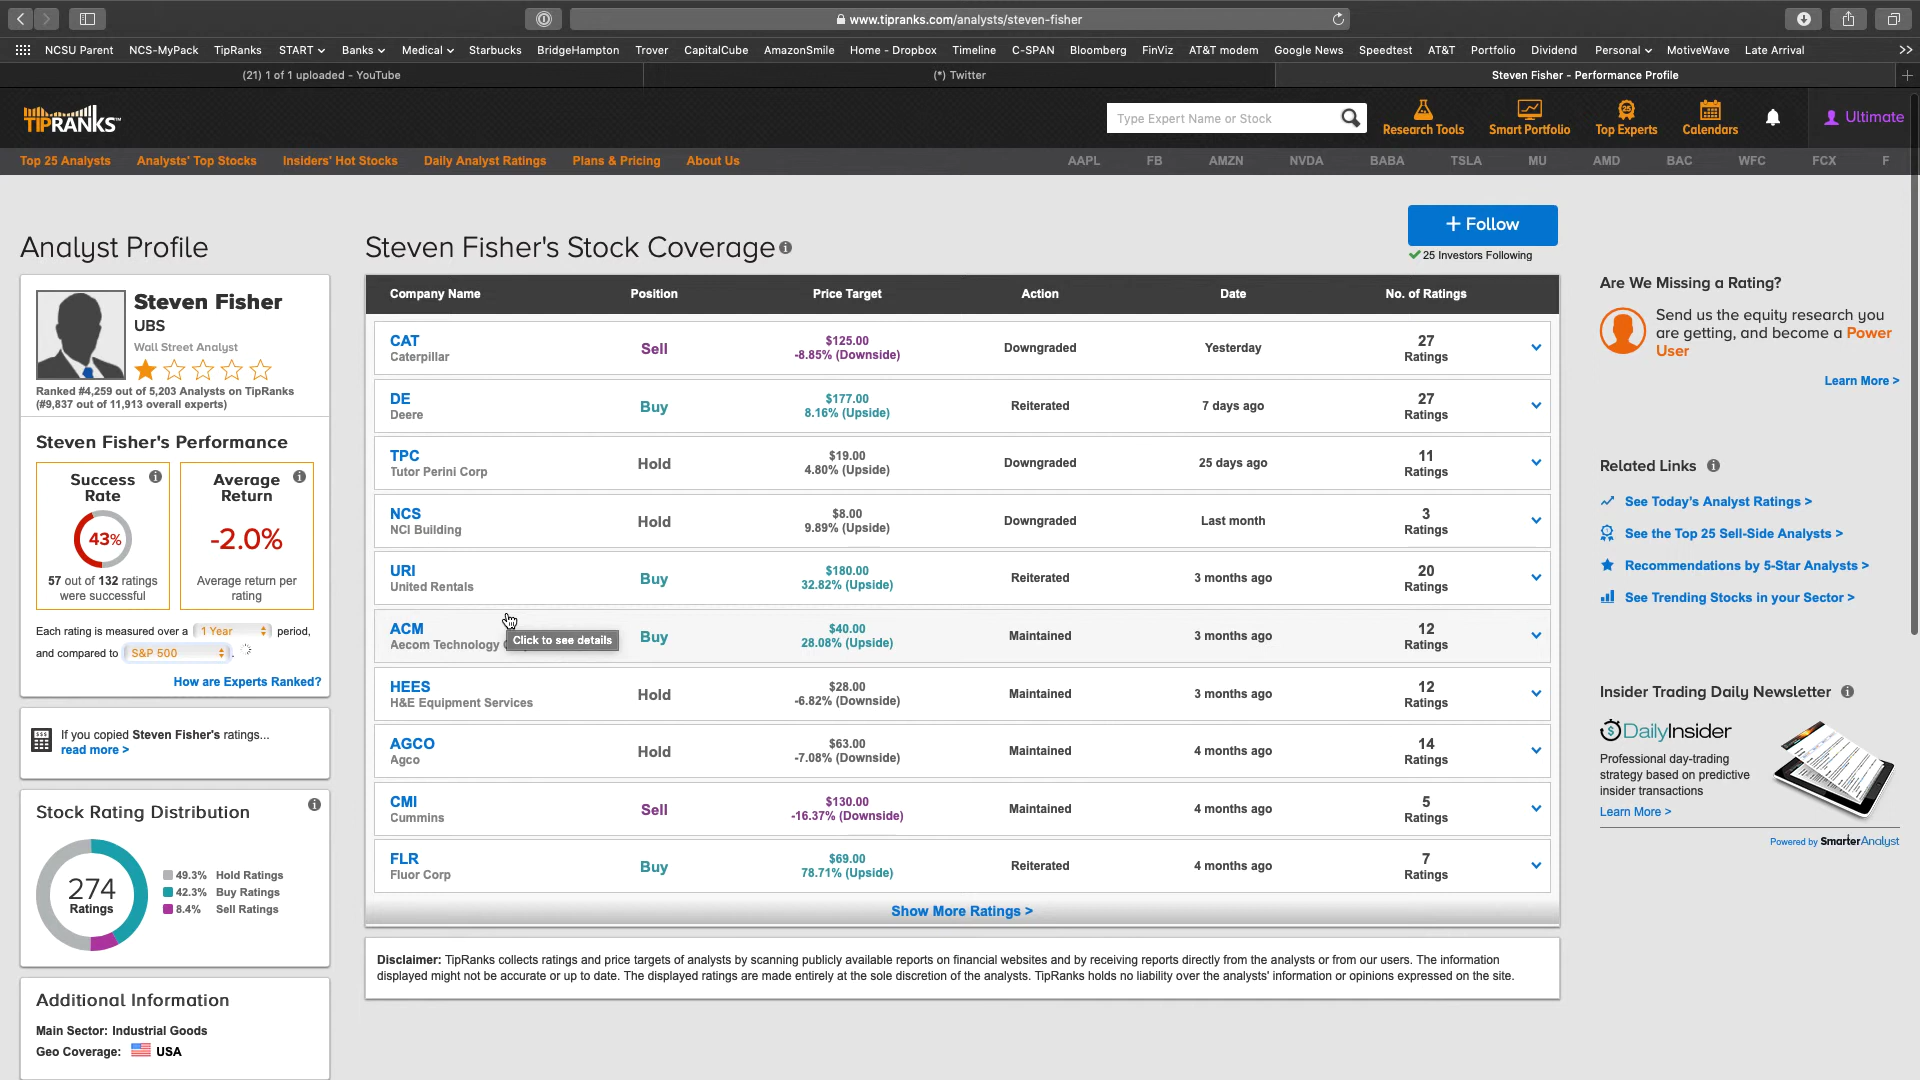 www.tipranks.com/analysts/steven-fisher
NCSU Parent NCS-MyPack TipRanks START Banks Medical Starbucks BridgeHampton Trover CapitalCube AmazonSmile Home - Dropbox Timeline C-SPAN Bloomberg FinViz AT&T modem Google News Speedtest AT&T Portfolio Dividend Personal MotiveWave Late Arrival >>
(21) 1 of 1 uploaded - YouTube
(*) Twitter
Steven Fisher - Performance Profile
TIPRANKS
Type Expert Name or Stock
Research Tools
Smart Portfolio
25
Top Experts
Calendars
Ultimate
Top 25 Analysts Analysts' Top Stocks Insiders' Hot Stocks Daily Analyst Ratings Plans & Pricing About Us
AAPL FB AMZN NVDA BABA TSLA MU AMD BAC WFC FCX F
Analyst Profile
Steven Fisher
UBS
Wall Street Analyst
Ranked #4,259 out of 5,203 Analysts on TipRanks
(#9,837 out of 11,913 overall experts)
Steven Fisher's Performance
Success
Rate
43%
57 out of 132 ratings
were successful
Average
Return
-2.0%
Average return per
rating
Each rating is measured over a 1 Year period,
and compared to S&P 500 .
How are Experts Ranked?
If you copied Steven Fisher's ratings...
read more >
Stock Rating Distribution
274
Ratings
49.3% Hold Ratings
42.3% Buy Ratings
8.4% Sell Ratings
Additional Information
Main Sector: Industrial Goods
Geo Coverage: USA
Steven Fisher's Stock Coverage
+ Follow
25 Investors Following
Company Name Position Price Target Action Date No. of Ratings
CAT
Caterpillar
Sell
$125.00
-8.85% (Downside)
Downgraded
Yesterday
27
Ratings
DE
Deere
Buy
$177.00
8.16% (Upside)
Reiterated
7 days ago
27
Ratings
TPC
Tutor Perini Corp
Hold
$19.00
4.80% (Upside)
Downgraded
25 days ago
11
Ratings
NCS
NCI Building
Hold
$8.00
9.89% (Upside)
Downgraded
Last month
3
Ratings
URI
United Rentals
Buy
$180.00
32.82% (Upside)
Reiterated
3 months ago
20
Ratings
ACM
Aecom Technology
Click to see details
Buy
$40.00
28.08% (Upside)
Maintained
3 months ago
12
Ratings
HEES
H&E Equipment Services
Hold
$28.00
-6.82% (Downside)
Maintained
3 months ago
12
Ratings
AGCO
Agco
Hold
$63.00
-7.08% (Downside)
Maintained
4 months ago
14
Ratings
CMI
Cummins
Sell
$130.00
-16.37% (Downside)
Maintained
4 months ago
5
Ratings
FLR
Fluor Corp
Buy
$69.00
78.71% (Upside)
Reiterated
4 months ago
7
Ratings
Show More Ratings >
Disclaimer: TipRanks collects ratings and price targets of analysts by scanning publicly available reports on financial websites and by receiving reports directly from the analysts or from our users. The information
displayed might not be accurate or up to date. The displayed ratings are made entirely at the sole discretion of the analysts. TipRanks holds no liability over the analysts' information or opinions expressed on the site.
Are We Missing a Rating?
Send us the equity research you
are getting, and become a Power
User
Learn More >
Related Links
See Today's Analyst Ratings >
See the Top 25 Sell-Side Analysts >
Recommendations by 5-Star Analysts >
See Trending Stocks in your Sector >
Insider Trading Daily Newsletter
DailyInsider
Professional day-trading
strategy based on predictive
insider transactions
Learn More >
Powered by SmarterAnalyst